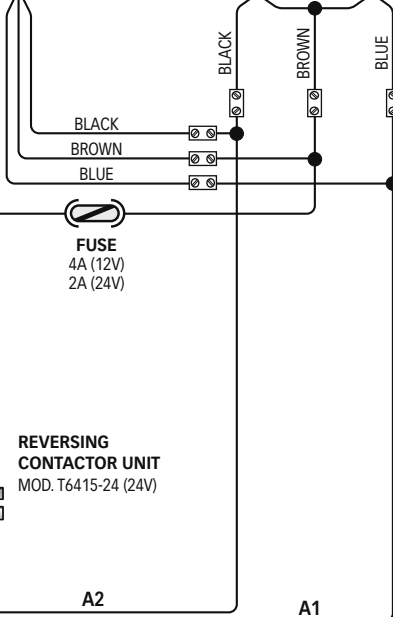 BLACK
BROWN
BLUE
BLACK
BROWN
BLUE
FUSE
4A (12V)
2A (24V)
REVERSING
CONTACTOR UNIT
MOD. T6415-24 (24V)
A2
A1